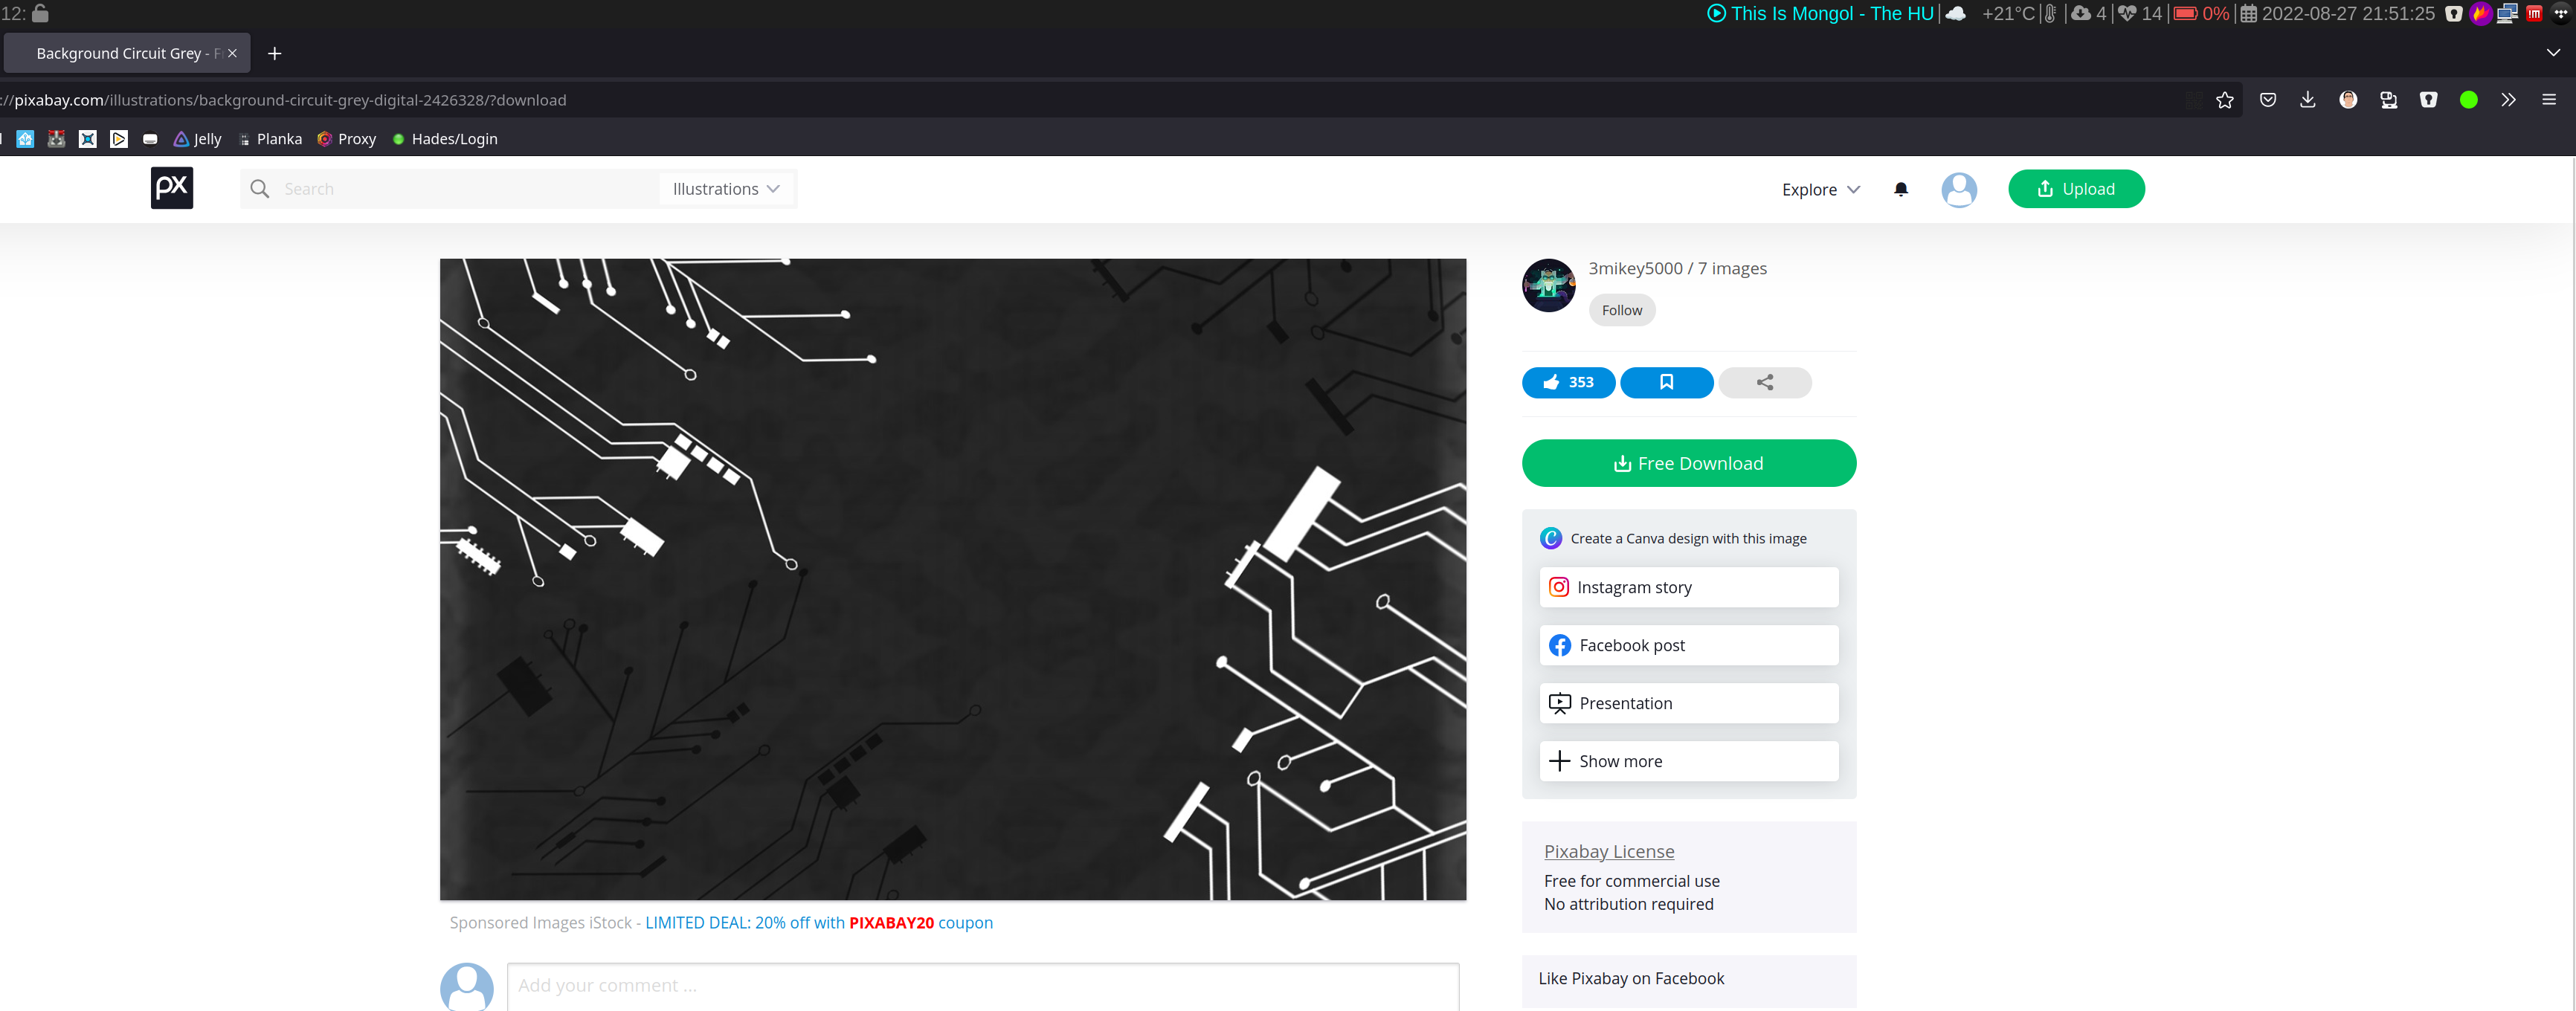 12:
This Is Mongol - The HU
+21°C
4
14
0%
2022-08-27 21:51:25
Background Circuit Grey - F
://pixabay.com/illustrations/background-circuit-grey-digital-2426328/?download
Jelly
Planka
Proxy
Hades/Login
px
Search
Illustrations
Explore
Upload
3mikey5000 / 7 images
Follow
353
Free Download
Create a Canva design with this image
Instagram story
Facebook post
Presentation
Show more
Pixabay License
Free for commercial use
No attribution required
Like Pixabay on Facebook
Sponsored Images iStock - LIMITED DEAL: 20% off with PIXABAY20 coupon
Add your comment ...